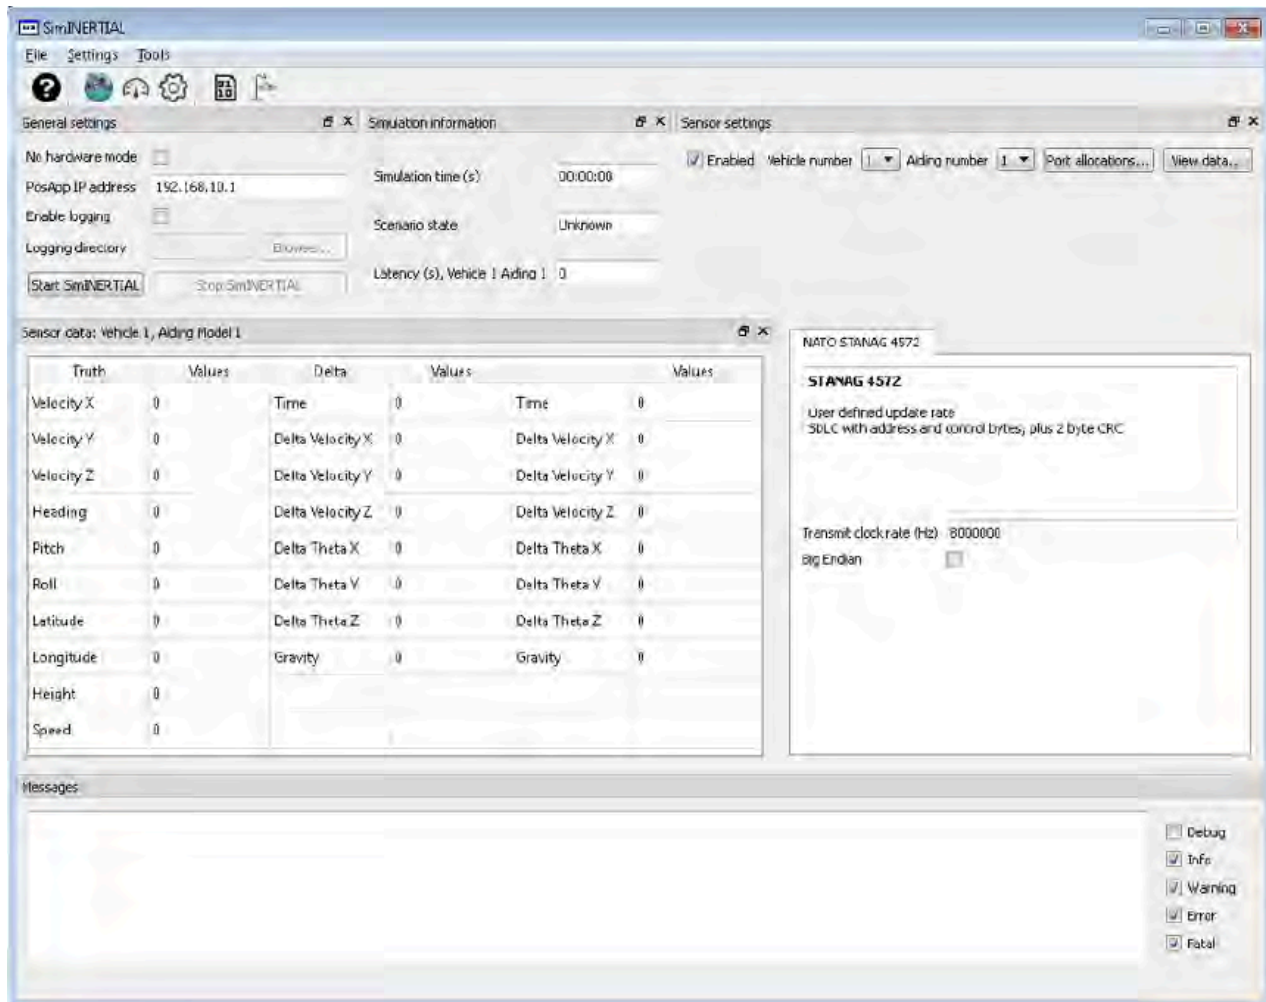 SimINERTIAL
File Settings Tools
General settings
No hardware mode
PosApp IP address 192.168.10.1
Enable logging
Logging directory Browse...
Start SimINERTIAL Stop SimINERTIAL
Simulation information
Simulation time (s) 00:00:00
Scenario state Unknown
Latency (s), Vehicle 1 Aiding 1 0
Sensor settings
Enabled Vehicle number 1 Aiding number 1 Port allocations... View data...
Sensor data: Vehicle 1, Aiding Model 1
Truth Values Delta Values Values
Velocity X 0 Time 0 Time 0
Velocity Y 0 Delta Velocity X 0 Delta Velocity X 0
Velocity Z 0 Delta Velocity Y 0 Delta Velocity Y 0
Heading 0 Delta Velocity Z 0 Delta Velocity Z 0
Pitch 0 Delta Theta X 0 Delta Theta X 0
Roll 0 Delta Theta Y 0 Delta Theta Y 0
Latitude 0 Delta Theta Z 0 Delta Theta Z 0
Longitude 0 Gravity 0 Gravity 0
Height 0
Speed 0
NATO STANAG 4572
STANAG 4572
User defined update rate
SDLC with address and control bytes, plus 2 byte CRC
Transmit clock rate (Hz) 8000000
Big Endian
Messages
Debug
Info
Warning
Error
Fatal